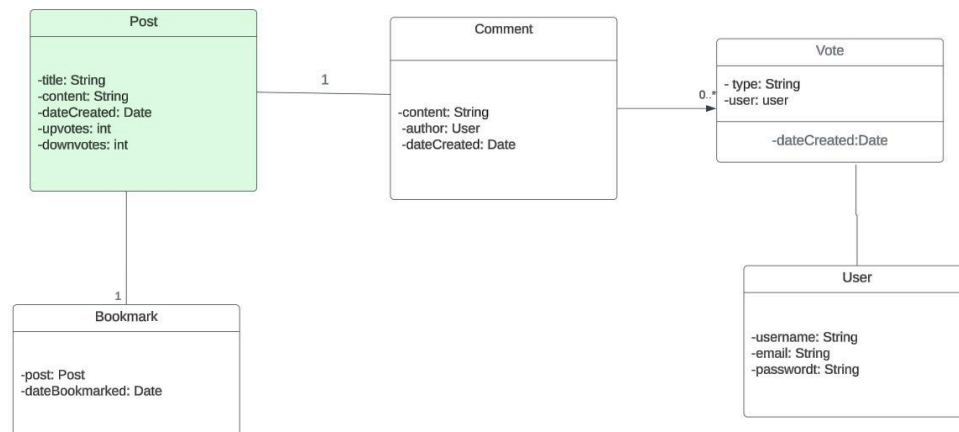 Post
-title: String
-content: String
-dateCreated: Date
-upvotes: int
-downvotes: int
1
Comment
-content: String
-author: User
-dateCreated: Date
0..*
Vote
- type: String
-user: user
-dateCreated:Date
1
Bookmark
-post: Post
-dateBookmarked: Date
User
-username: String
-email: String
-passwordt: String